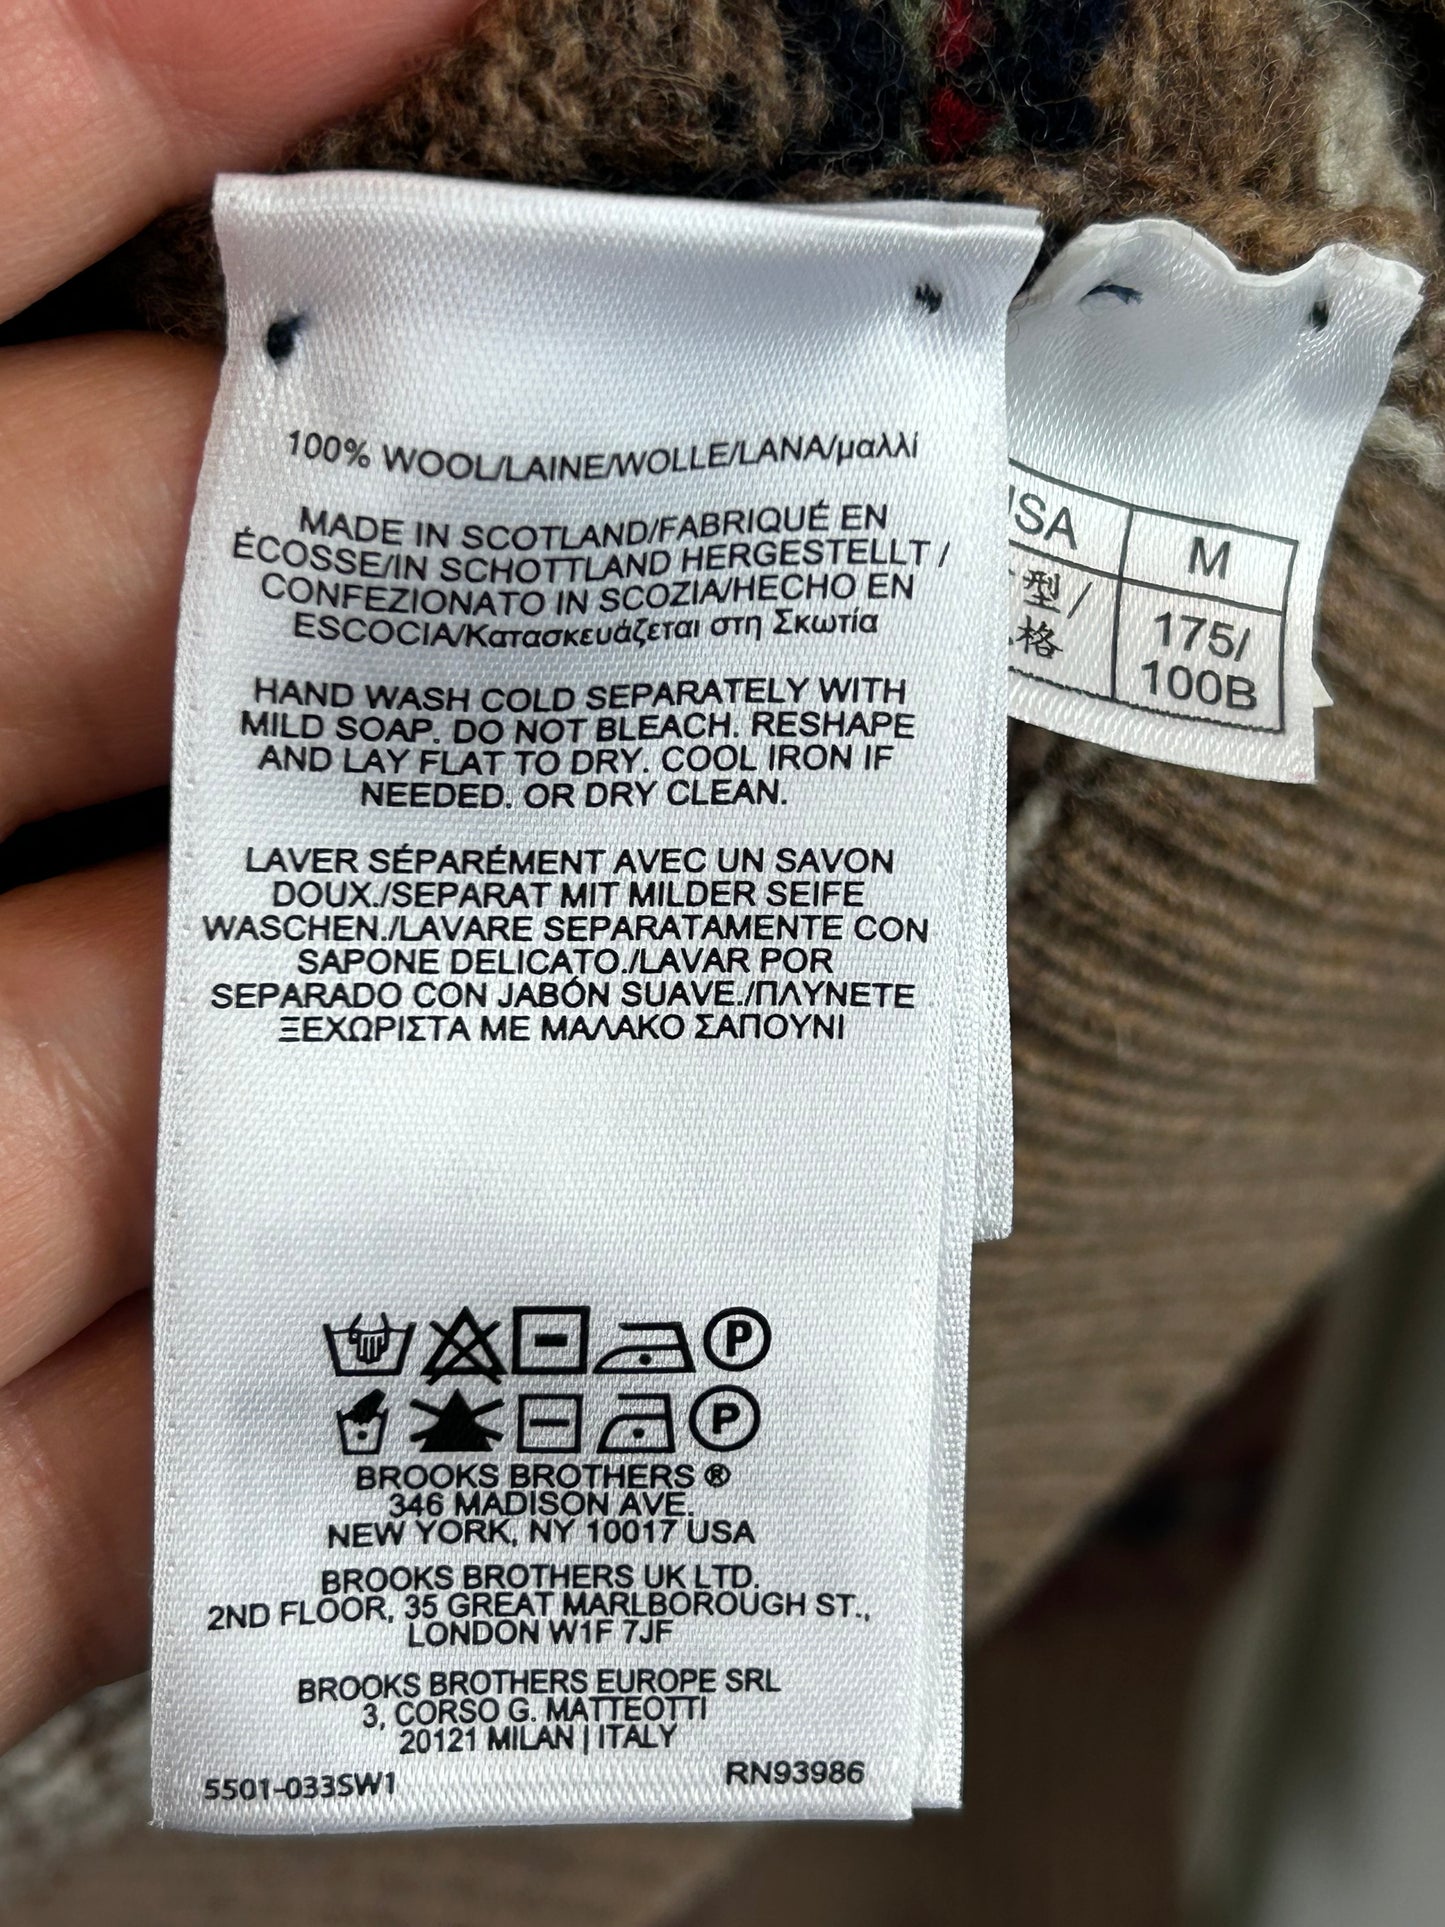 100% WOOL/LAINE/WOLLE/LANA/μαλλί
MADE IN SCOTLAND/FABRIQUÉ EN
ÉCOSSE/IN SCHOTTLAND HERGESTELLT /
CONFEZIONATO IN SCOZIA/HECHO EN
ESCOCIA/Κατασκευάζεται στη Σκωτία
HAND WASH COLD SEPARATELY WITH
MILD SOAP. DO NOT BLEACH. RESHAPE
AND LAY FLAT TO DRY. COOL IRON IF
NEEDED. OR DRY CLEAN.
LAVER SÉPARÉMENT AVEC UN SAVON
DOUX./SEPARAT MIT MILDER SEIFE
WASCHEN./LAVARE SEPARATAMENTE CON
SAPONE DELICATO./LAVAR POR
SEPARADO CON JABÓN SUAVE./ΠΛΥΝΕΤΕ
ΞΕΧΩΡΙΣΤΑ ΜΕ ΜΑΛΑΚΟ ΣΑΠΟΥΝΙ
P
P
BROOKS BROTHERS ®
346 MADISON AVE.
NEW YORK, NY 10017 USA
BROOKS BROTHERS UK LTD.
2ND FLOOR, 35 GREAT MARLBOROUGH ST.,
LONDON W1F 7JF
BROOKS BROTHERS EUROPE SRL
3, CORSO G. MATTEOTTI
20121 MILAN | ITALY
5501-033SW1 RN93986
USA M
型/ 175/
格 100B